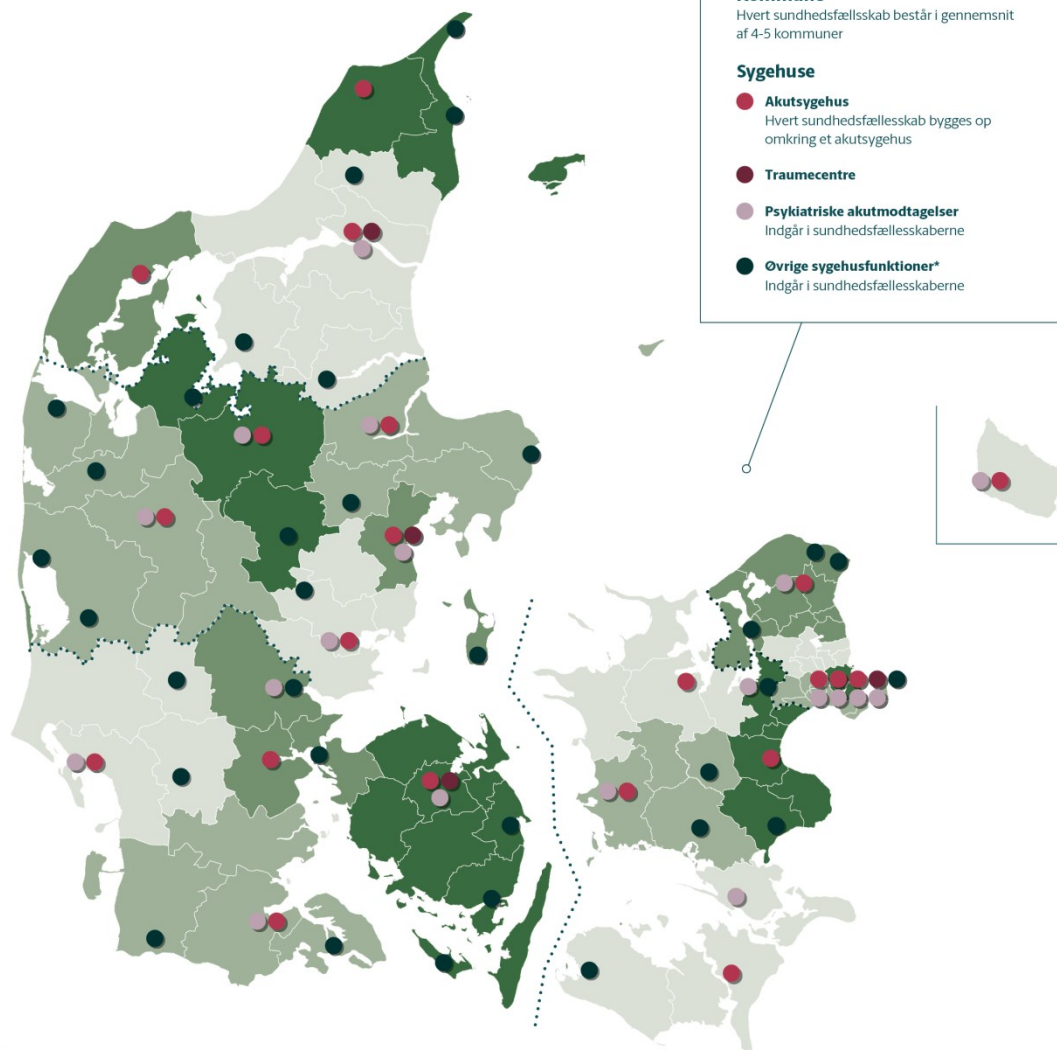 Hvert sundhedsfællsskab består i gennemsnit
af 4-5 kommuner
Sygehuse
Akutsygehus
Hvert sundhedsfællesskab bygges op
omkring et akutsygehus
Traumecentre
Psykiatriske akutmodtagelser
Indgår i sundhedsfællesskaberne
Øvrige sygehusfunktioner*
Indgår i sundhedsfællesskaberne